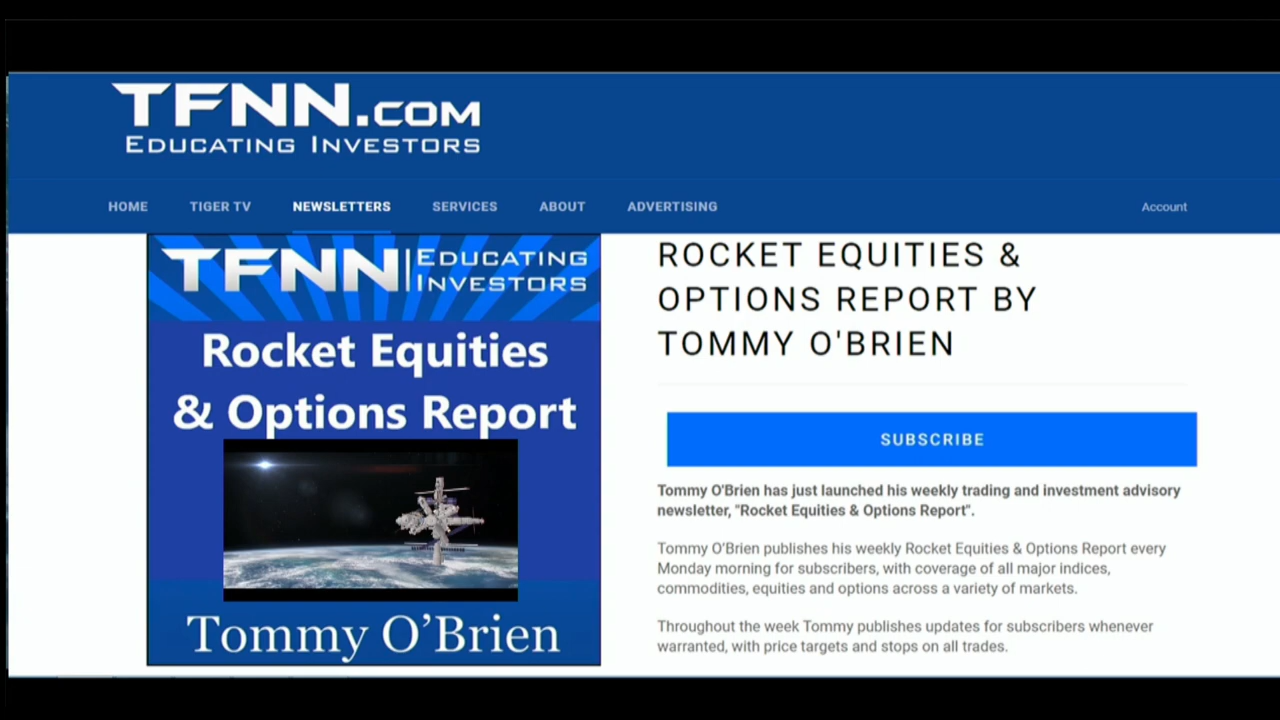 TFNN.COM
EDUCATING INVESTORS
HOME TIGER TV NEWSLETTERS SERVICES ABOUT ADVERTISING Account
TFNN | EDUCATING
INVESTORS
Rocket Equities
& Options Report
Tommy O’Brien
ROCKET EQUITIES &
OPTIONS REPORT BY
TOMMY O'BRIEN
SUBSCRIBE
Tommy O'Brien has just launched his weekly trading and investment advisory
newsletter, "Rocket Equities & Options Report".
Tommy O’Brien publishes his weekly Rocket Equities & Options Report every
Monday morning for subscribers, with coverage of all major indices,
commodities, equities and options across a variety of markets.
Throughout the week Tommy publishes updates for subscribers whenever
warranted, with price targets and stops on all trades.